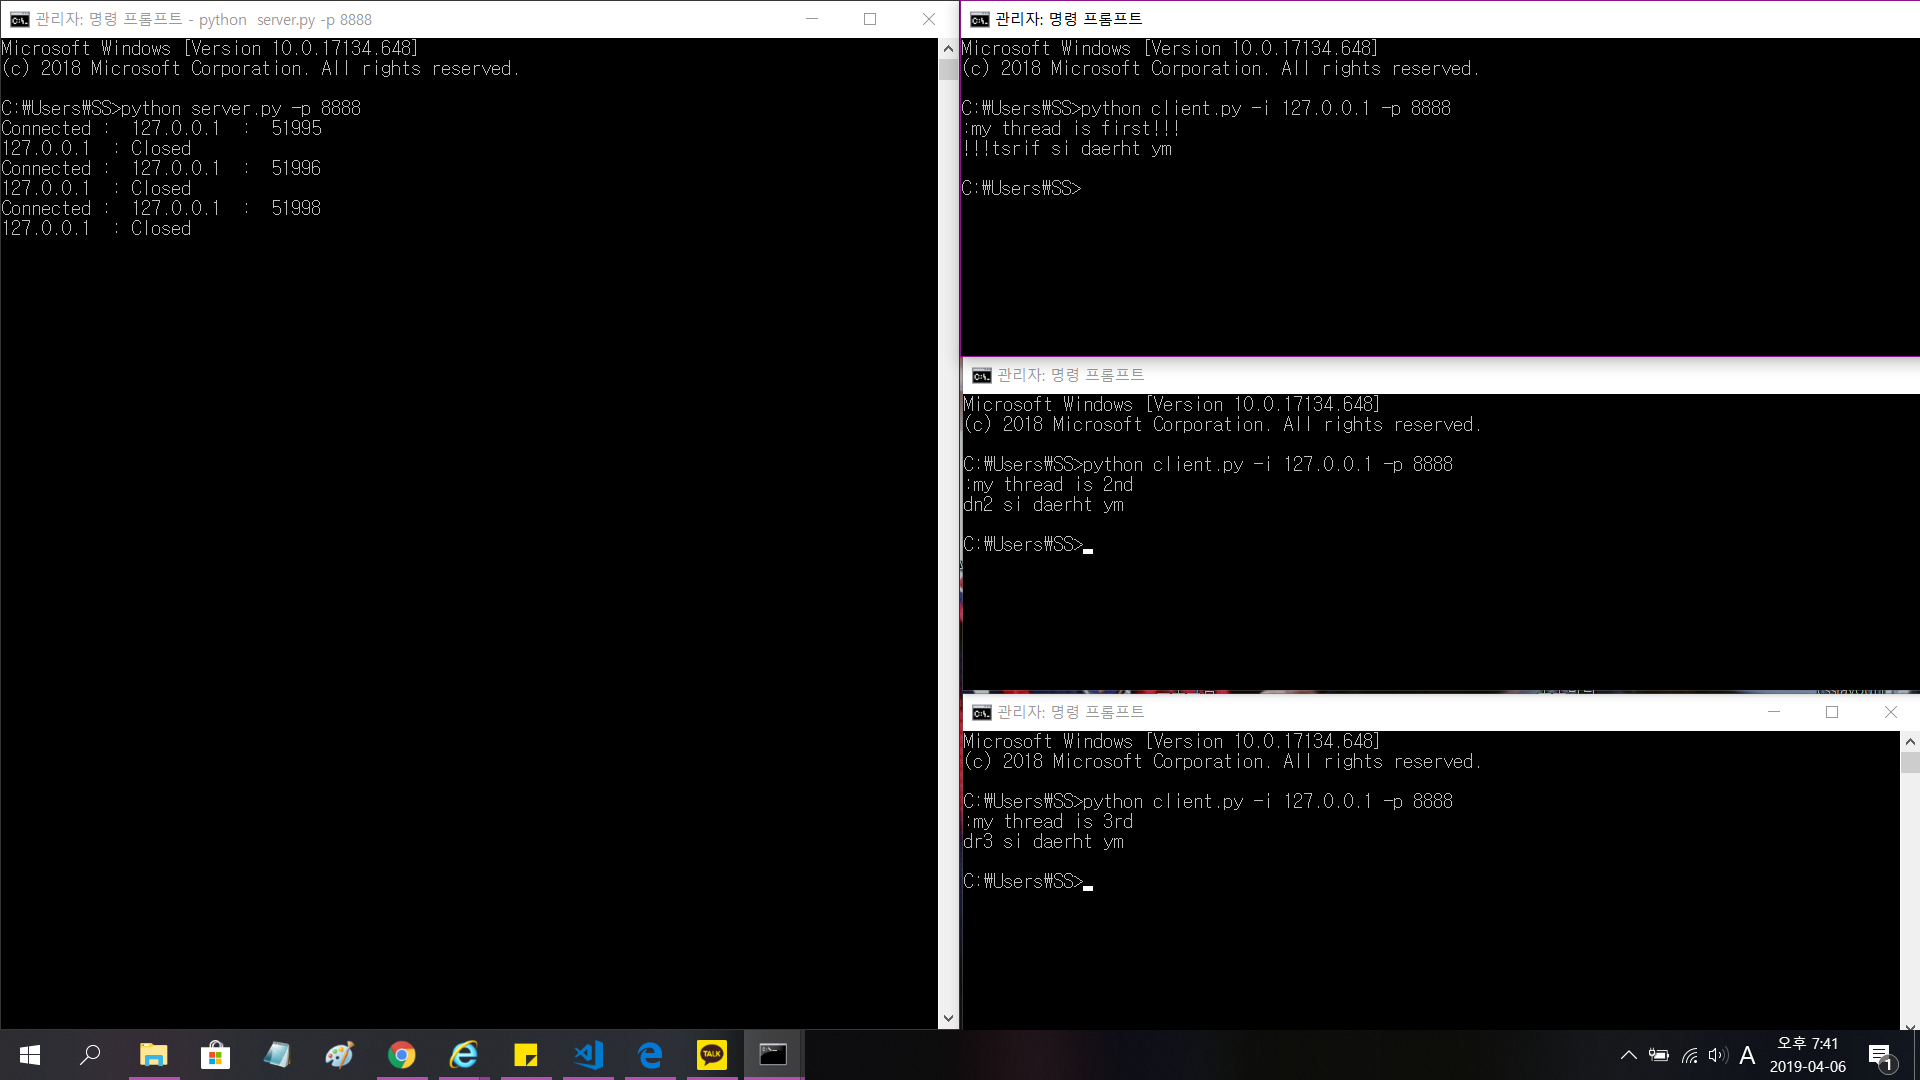 관리자: 명령 프롬프트 - python  server.py -p 8888
Microsoft Windows [Version 10.0.17134.648]
(c) 2018 Microsoft Corporation. All rights reserved.
C:₩Users₩SS>python server.py -p 8888
Connected :  127.0.0.1  :  51995
127.0.0.1  : Closed
Connected :  127.0.0.1  :  51996
127.0.0.1  : Closed
Connected :  127.0.0.1  :  51998
127.0.0.1  : Closed
관리자: 명령 프롬프트
Microsoft Windows [Version 10.0.17134.648]
(c) 2018 Microsoft Corporation. All rights reserved.
C:₩Users₩SS>python client.py -i 127.0.0.1 -p 8888
:my thread is first!!!
!!!tsrif si daerht ym
C:₩Users₩SS>
관리자: 명령 프롬프트
Microsoft Windows [Version 10.0.17134.648]
(c) 2018 Microsoft Corporation. All rights reserved.
C:₩Users₩SS>python client.py -i 127.0.0.1 -p 8888
:my thread is 2nd
dn2 si daerht ym
C:₩Users₩SS>
관리자: 명령 프롬프트
Microsoft Windows [Version 10.0.17134.648]
(c) 2018 Microsoft Corporation. All rights reserved.
C:₩Users₩SS>python client.py -i 127.0.0.1 -p 8888
:my thread is 3rd
dr3 si daerht ym
C:₩Users₩SS>
TALK
A
오후 7:41
2019-04-06
1